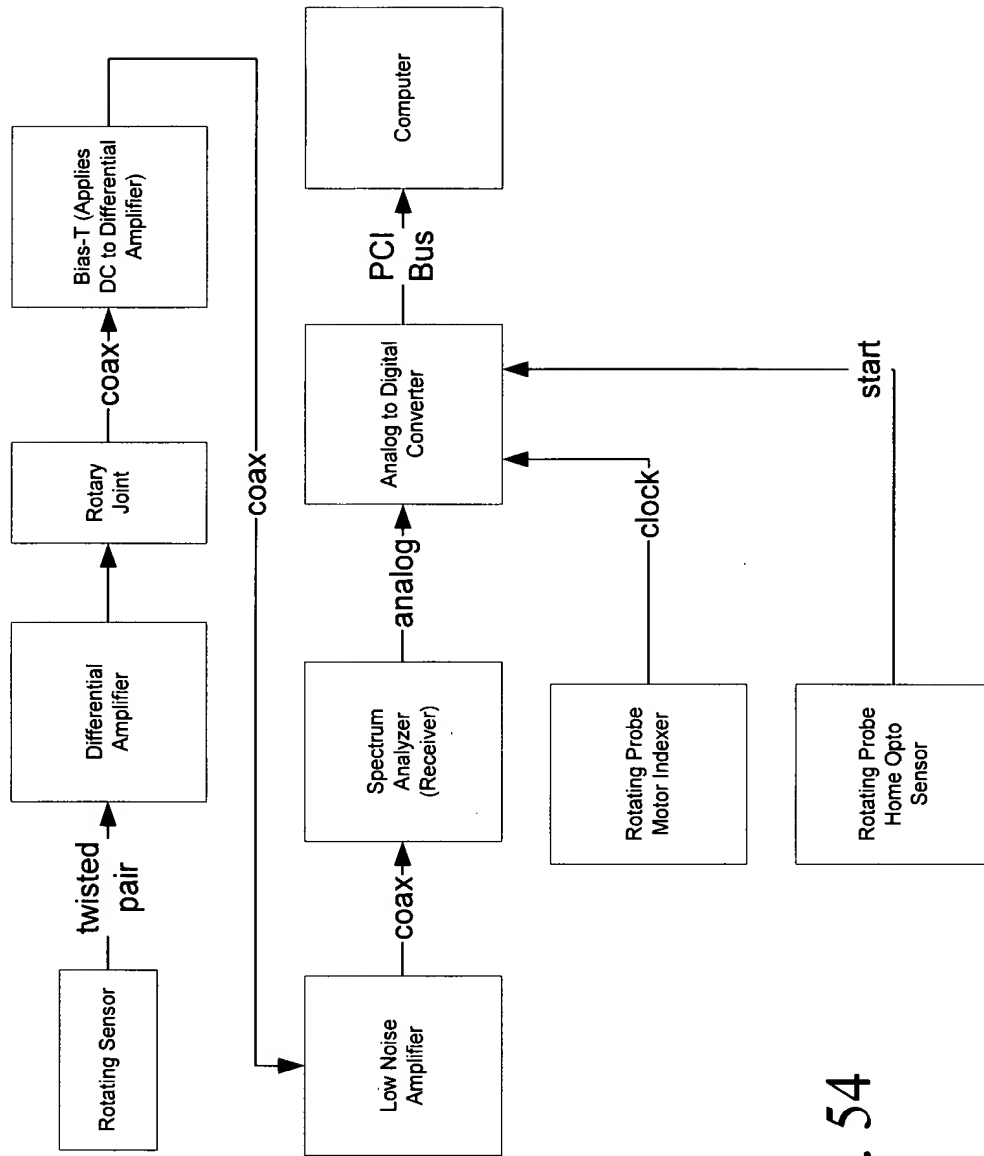 Rotating Sensor
twisted
pair
Differential
Amplifier
Rotary
Joint
coax
Bias-T (Applies
DC to Differential
Amplifier)
coax
Low Noise
Amplifier
coax
Spectrum
Analyzer
(Receiver)
analog
Analog to Digital
Converter
PCI
Bus
Computer
Rotating Probe
Motor Indexer
clock
Rotating Probe
Home Opto
Sensor
start
. 54